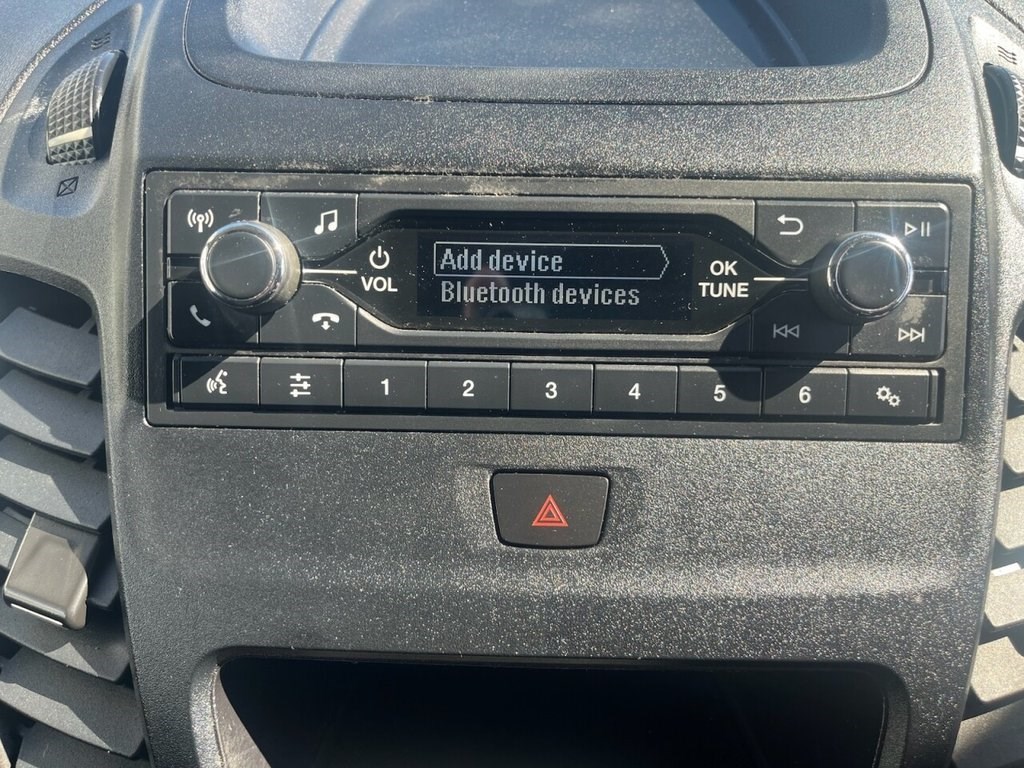 Add device
Bluetooth devices
VOL
OK
TUNE
1 2 3 4 5 6